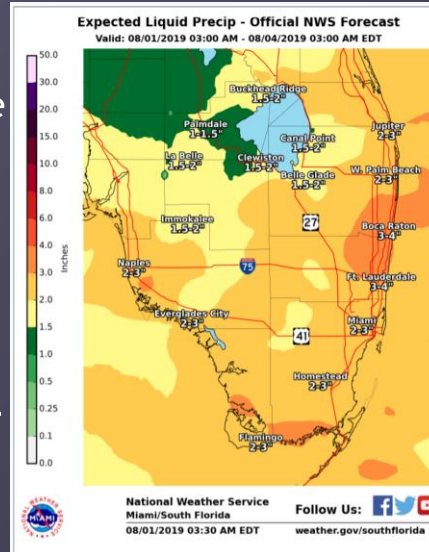 Expected Liquid Precip - Official NWS Forecast
Valid: 08/01/2019 03:00 AM - 08/04/2019 03:00 AM EDT
50.0
30.0
20.0
15.0
10.0
8.0
6.0
4.0
3.0
2.0
1.5
1.0
0.5
0.25
0.1
0.0
Inches
Buckhead Ridge
1.5-2"
Palmdale
1-1.5"
Jupiter
2-3"
Canal Point
1.5-2"
La Belle
1.5-2"
Clewiston
1.5-2"
Belle Glade
1.5-2"
W. Palm Beach
2-3"
Immokalee
1.5-2"
27
Boca Raton
3-4"
Naples
2-3"
75
Ft. Lauderdale
3-4"
Everglades City
2-3"
Miami
2-3"
41
Homestead
2-3"
Flamingo
2-3"
NATIONAL WEATHER SERVICE
MIAMI
National Weather Service
Miami/South Florida
08/01/2019 03:30 AM EDT
Follow Us:
weather.gov/southflorida